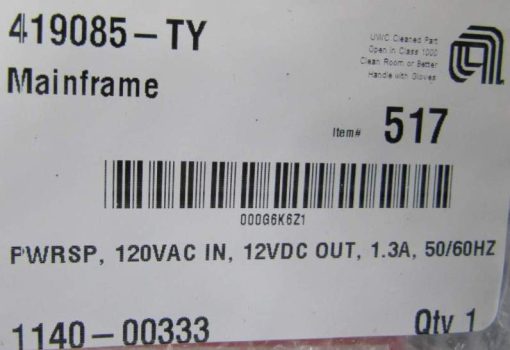 419085-TY
Mainframe
UWC Cleaned Part
Open in Class 1000
Clean Room or Better
Handle with Gloves
Item# 517
000G6K6Z1
PWRSP, 120VAC IN, 12VDC OUT, 1.3A, 50/60HZ
1140-00333
Qty 1